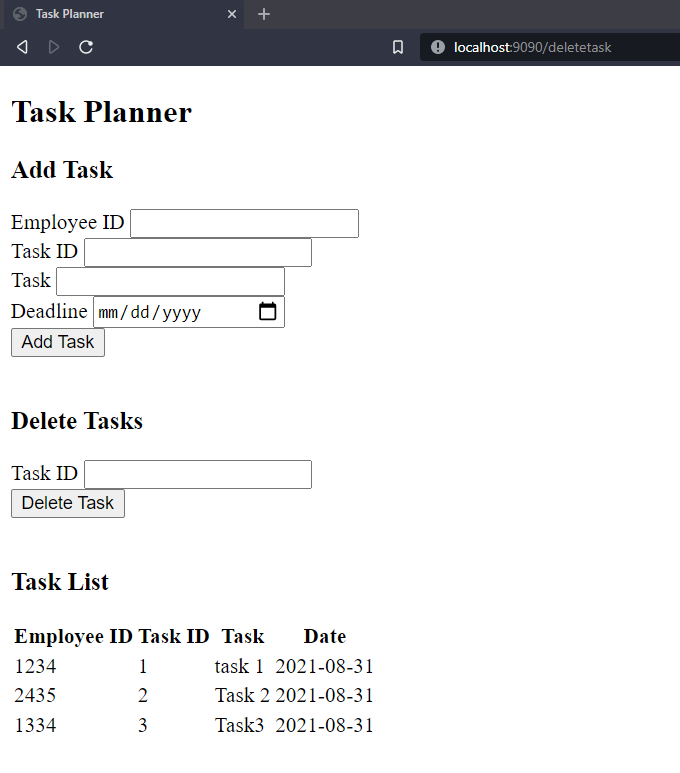 Task Planner
localhost:9090/deletetask
Task Planner
Add Task
Employee ID
Task ID
Task
Deadline mm/dd/yyyy
Add Task
Delete Tasks
Task ID
Delete Task
Task List
Employee ID Task ID Task Date
1234 1 task 1 2021-08-31
2435 2 Task 2 2021-08-31
1334 3 Task3 2021-08-31